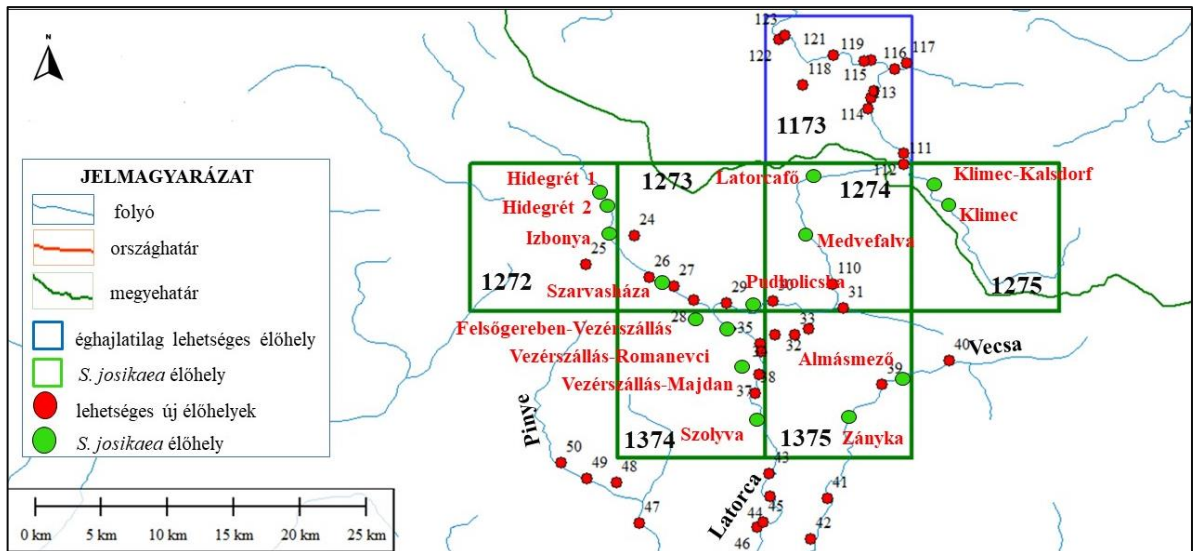 N
JELMAGYARÁZAT
folyó
országhatár
megyehatár
éghajlatilag lehetséges élőhely
S. josikaea élőhely
lehetséges új élőhelyek
S. josikaea élőhely
0 km 5 km 10 km 15 km 20 km 25 km
123
122
121
119
118
115
116
117
113
114
1173
111
112
Hidegrét 1
Hidegrét 2
Izbonya
1273
24
25
26
27
1272
Szarvasháza
Latorcafő
1274
Klimec-Kalsdorf
Klimec
Medvefalva
110
1275
Pudpolicska
29
31
28
Felsőgereben-Vezérszállás
35
33
32
Vezérszállás-Romanevci
Almásmező
40
Vecsa
39
Vezérszállás-Majdan
38
37
Szolyva
1374
1375
Zányka
Pinye
50
49
48
47
43
Latorca
45
44
46
41
42